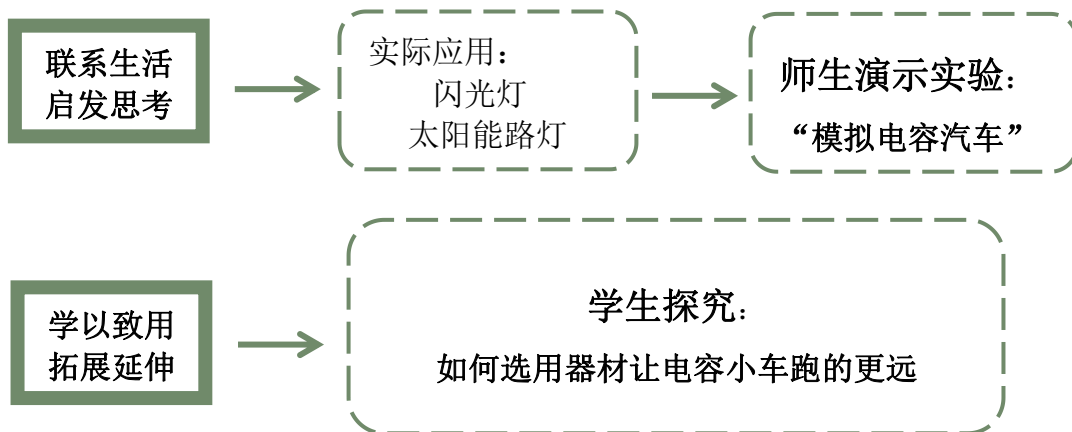 联系生活
启发思考
实际应用：
闪光灯
太阳能路灯
师生演示实验：
“模拟电容汽车”
学以致用
拓展延伸
学生探究：
如何选用器材让电容小车跑的更远